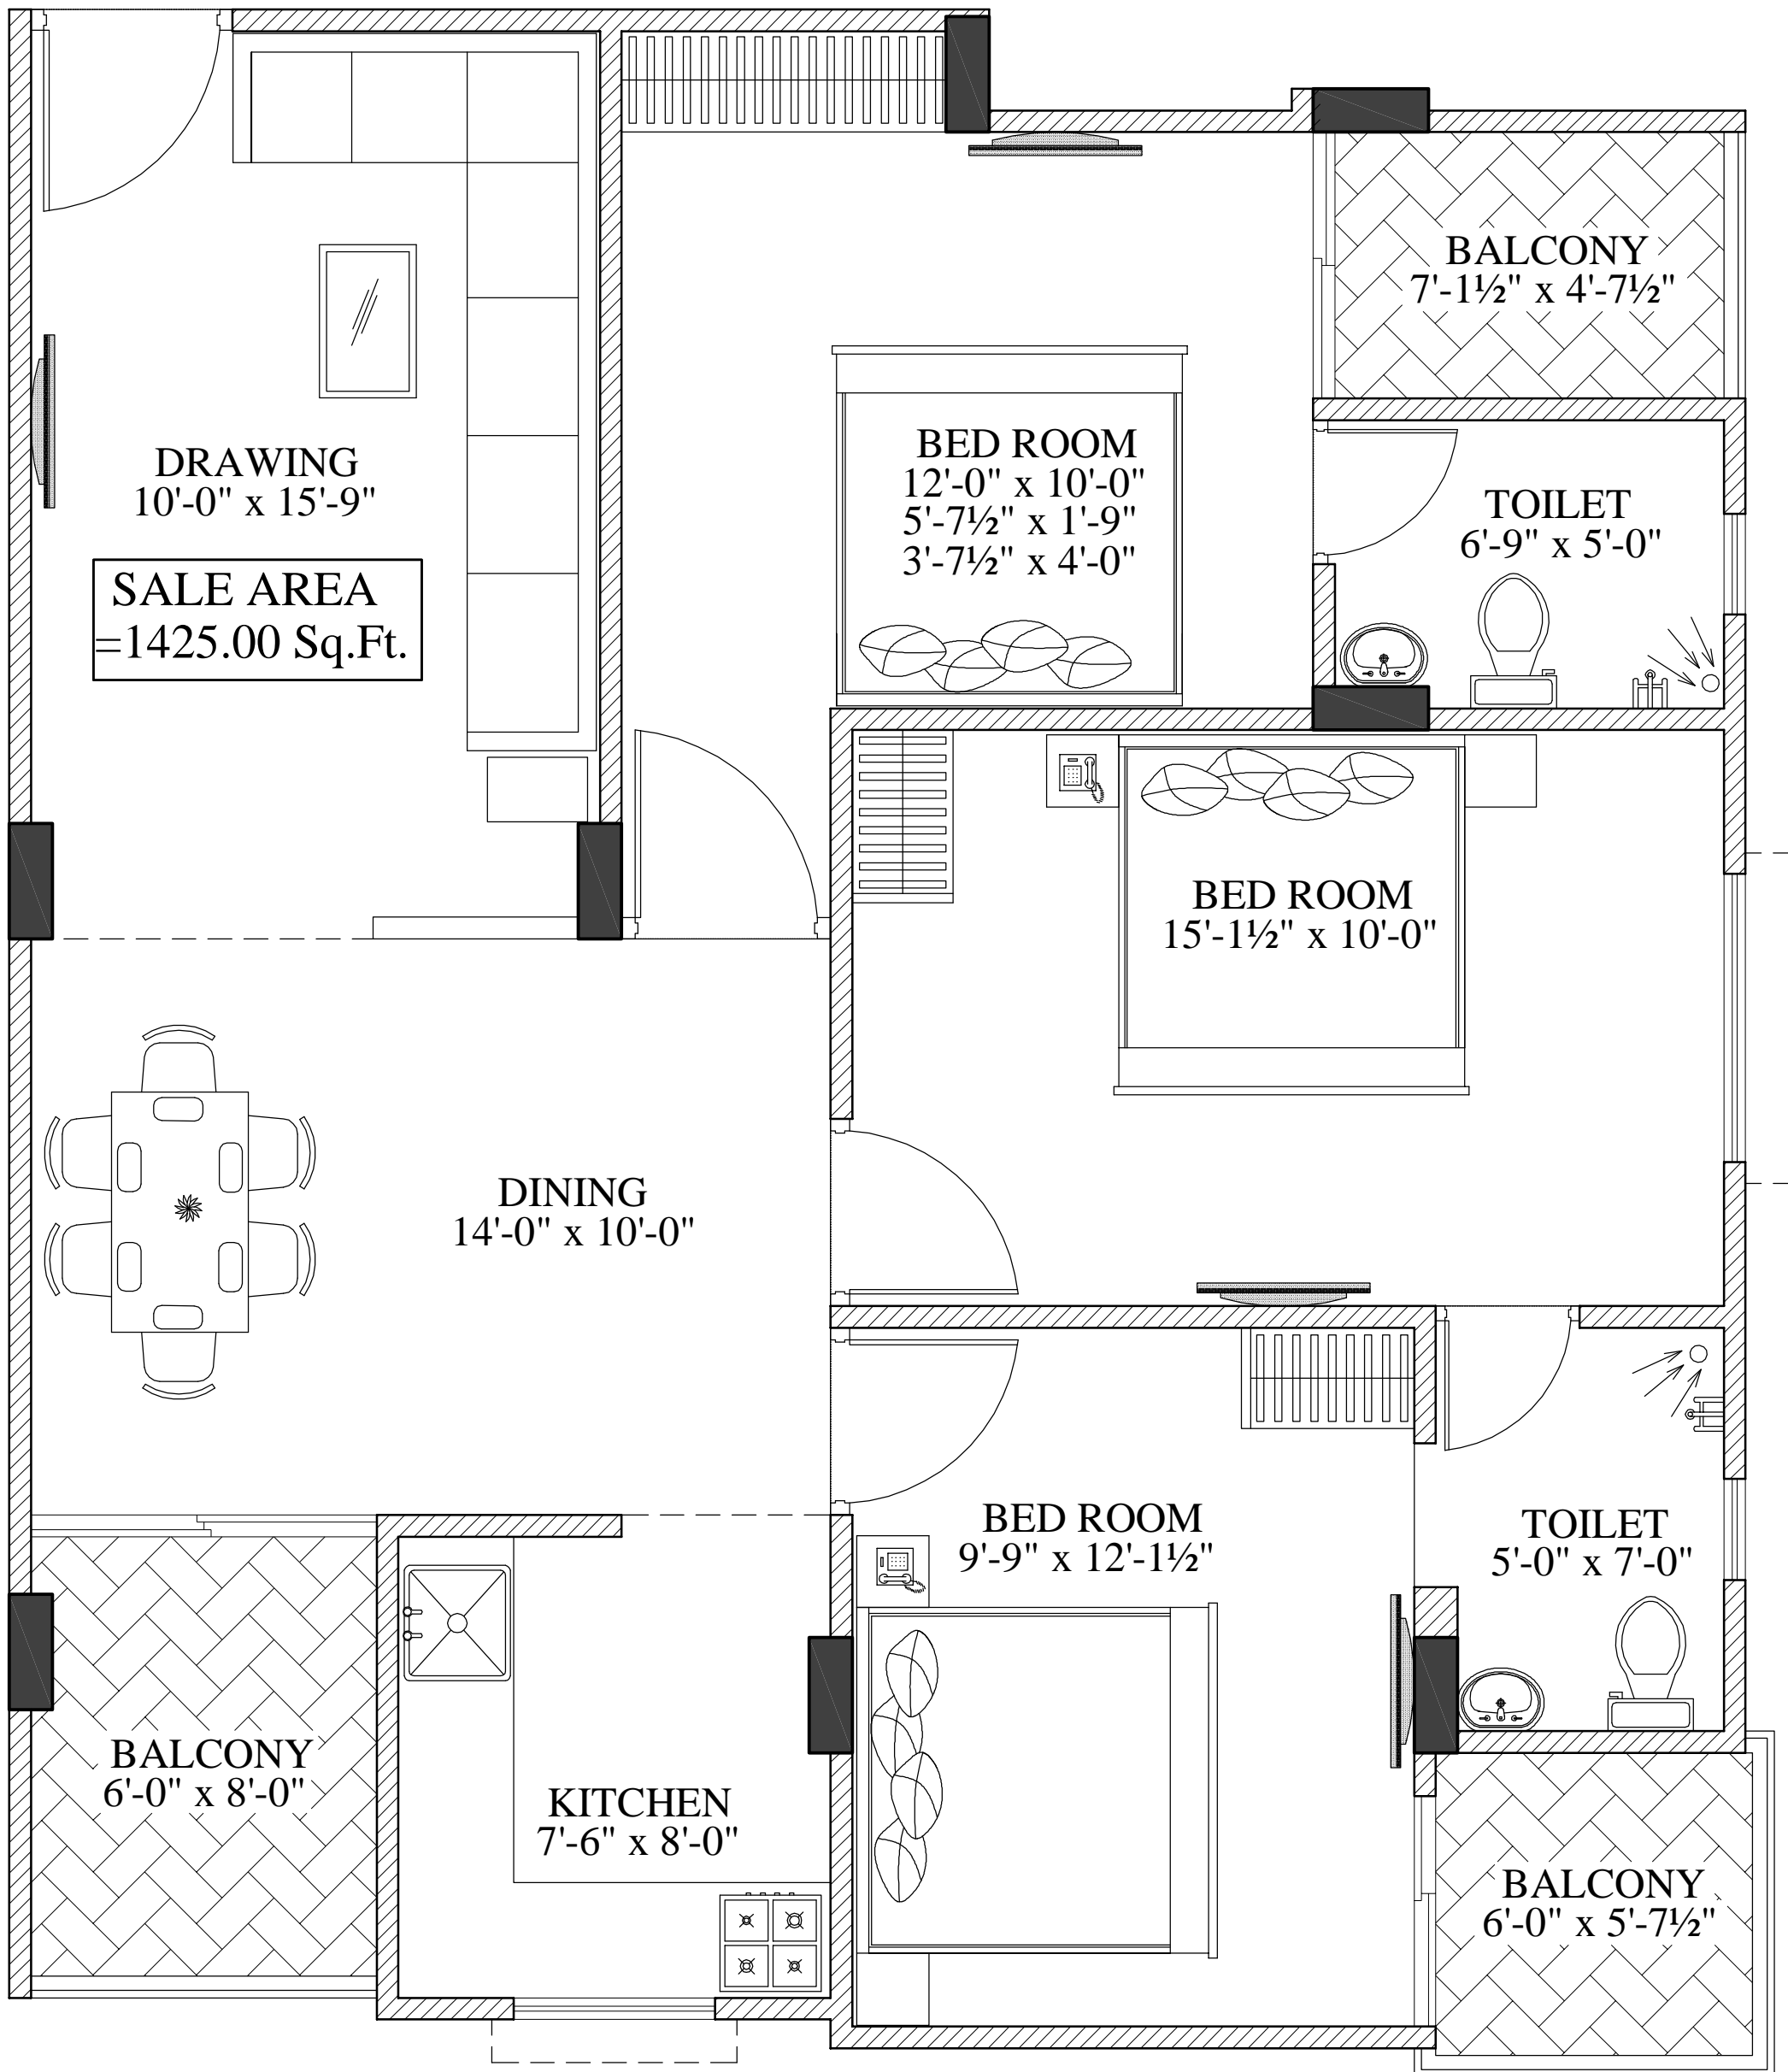 BALCONY
7'-1½" x 4'-7½"
DRAWING
10'-0" x 15'-9"
BED ROOM
12'-0" x 10'-0"
5'-7½" x 1'-9"
3'-7½" x 4'-0"
TOILET
6'-9" x 5'-0"
SALE AREA
=1425.00 Sq.Ft.
BED ROOM
15'-1½" x 10'-0"
DINING
14'-0" x 10'-0"
BED ROOM
9'-9" x 12'-1½"
TOILET
5'-0" x 7'-0"
BALCONY
6'-0" x 8'-0"
KITCHEN
7'-6" x 8'-0"
BALCONY
6'-0" x 5'-7½"